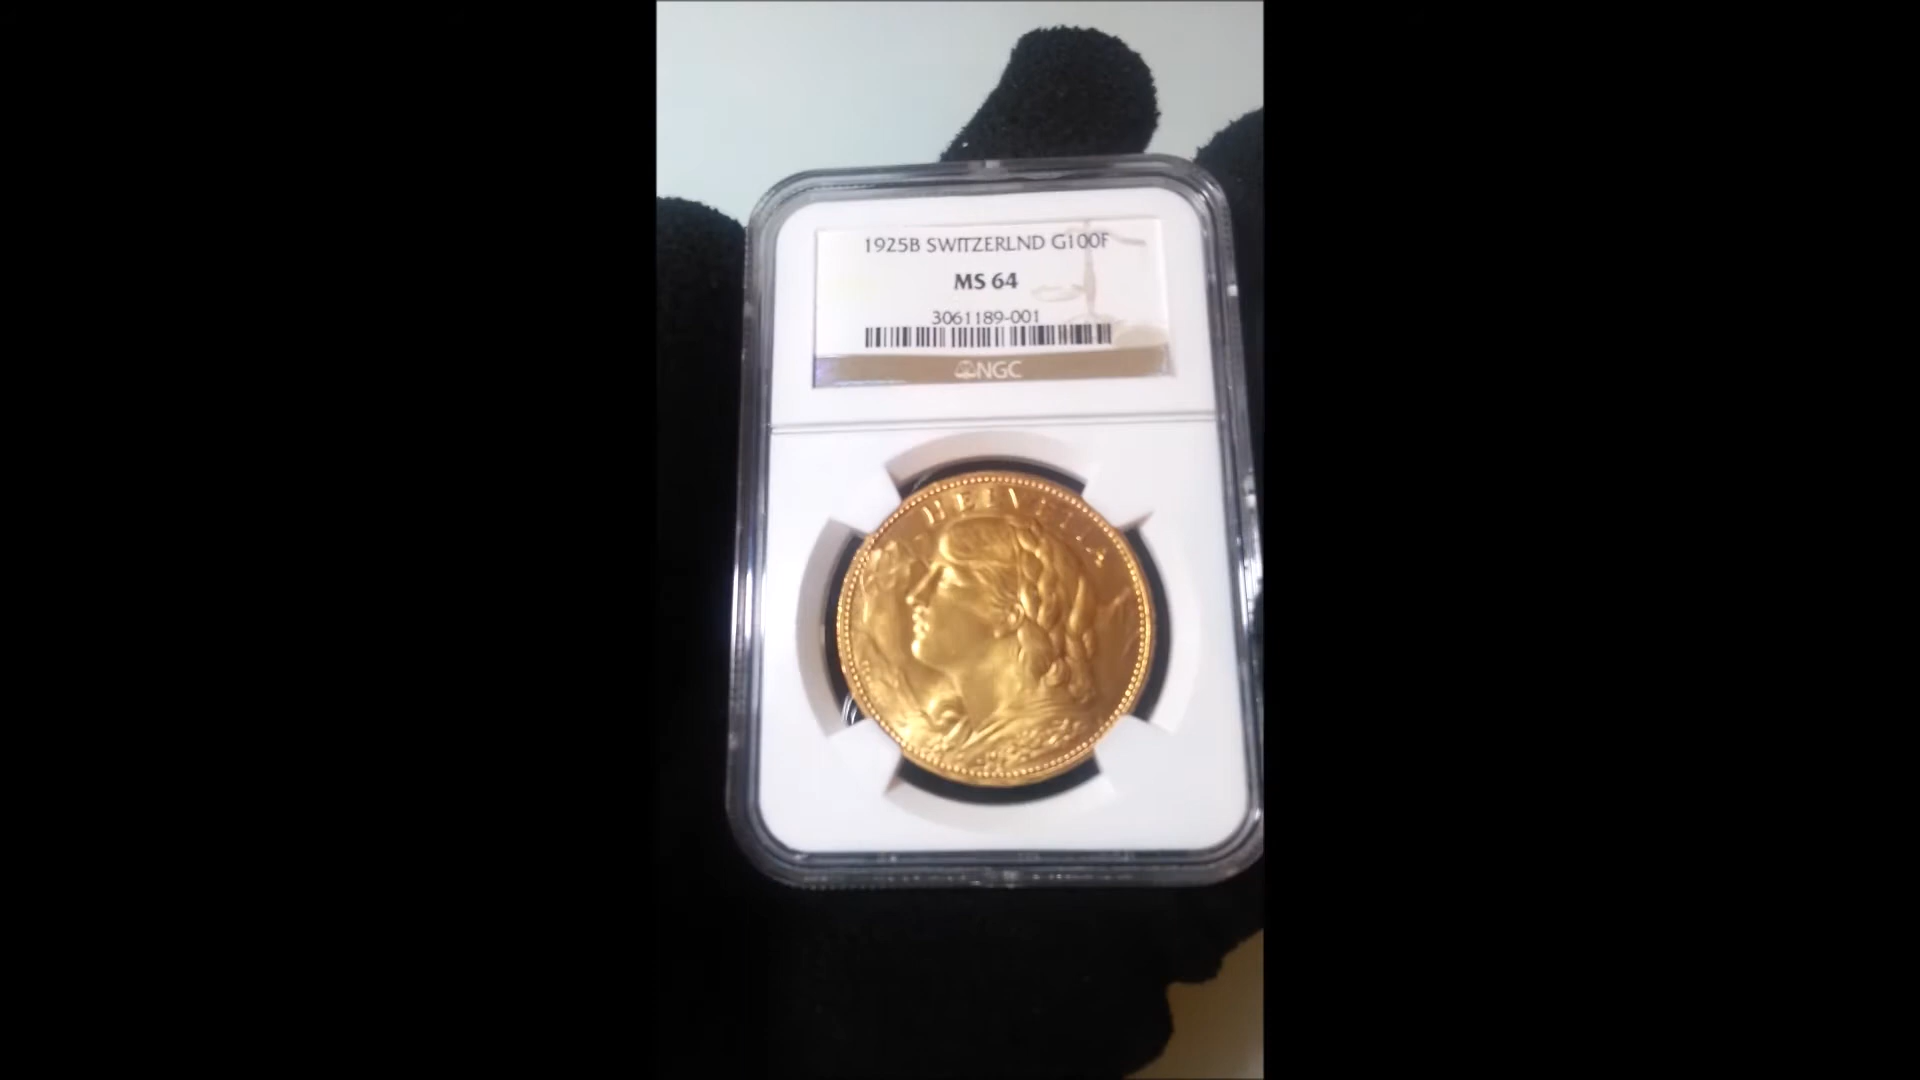 1925B SWITZERLND G100F
MS 64
3061189-001
NGC
HELVETIA